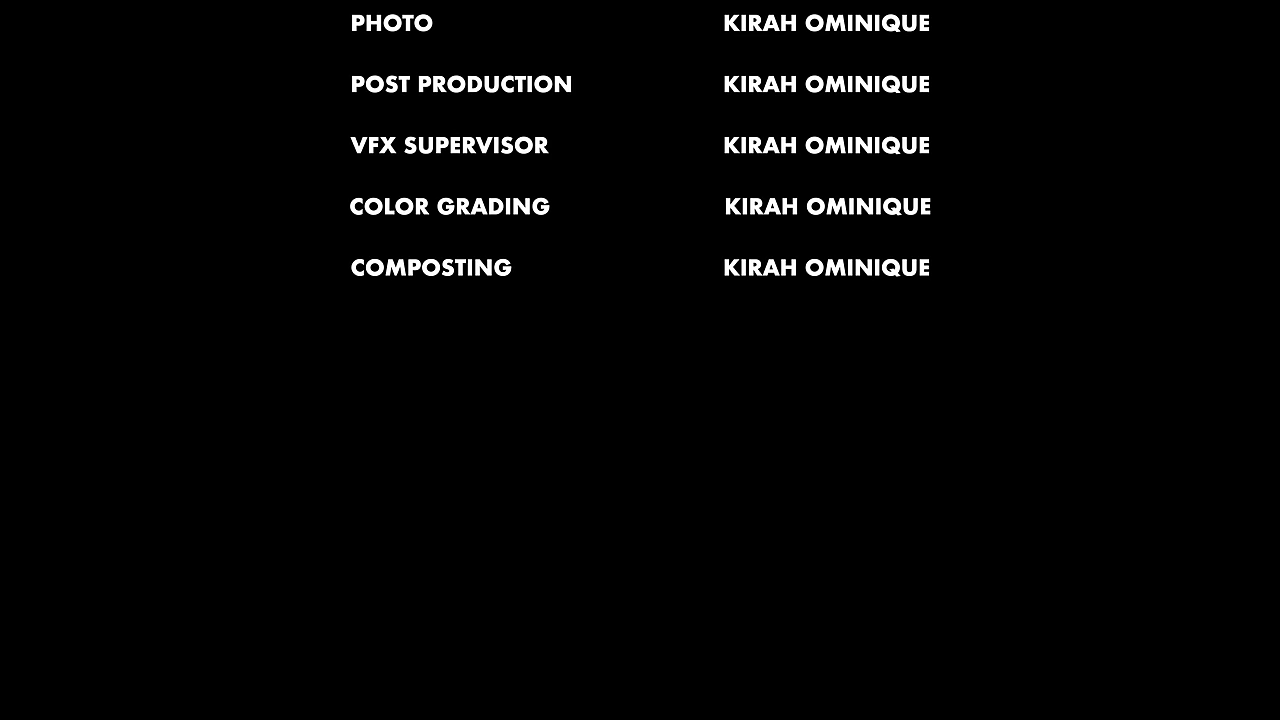 PHOTO KIRAH OMINIQUE
POST PRODUCTION KIRAH OMINIQUE
VFX SUPERVISOR KIRAH OMINIQUE
COLOR GRADING KIRAH OMINIQUE
COMPOSTING KIRAH OMINIQUE